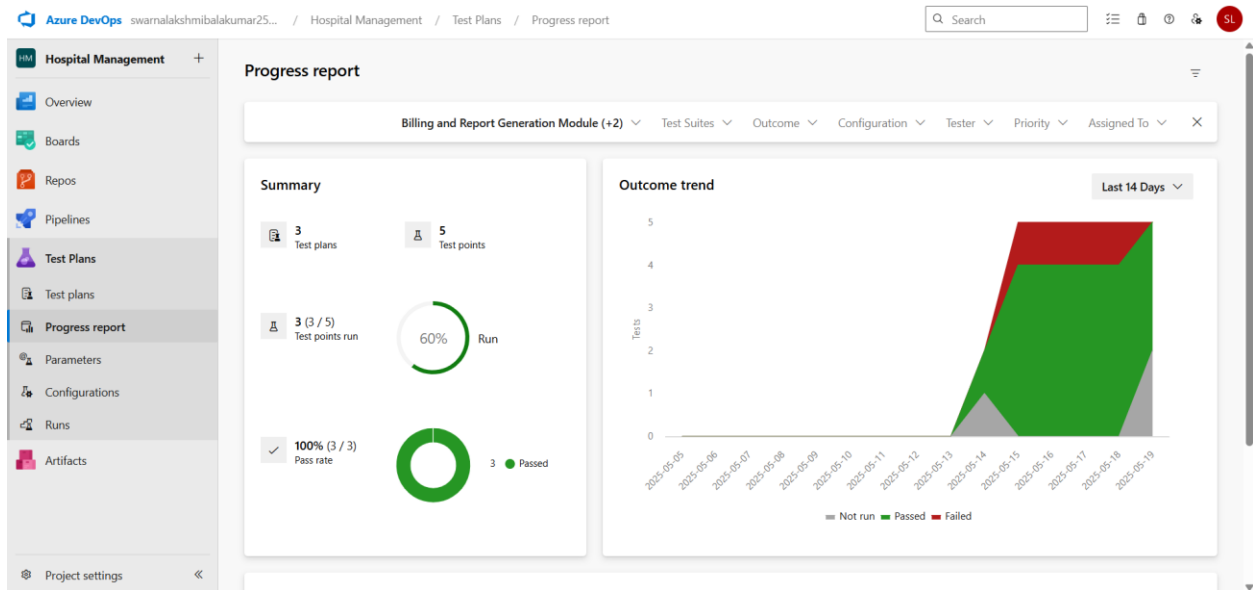 Azure DevOps swarnalakshmibalakumar25... / Hospital Management / Test Plans / Progress report
Search
SL
HM Hospital Management +
Overview
Boards
Repos
Pipelines
Test Plans
Test plans
Progress report
Parameters
Configurations
Runs
Artifacts
Project settings
Progress report
Billing and Report Generation Module (+2) Test Suites Outcome Configuration Tester Priority Assigned To
Summary
3
Test plans
5
Test points
3 (3 / 5)
Test points run
60% Run
100% (3 / 3)
Pass rate
3 Passed
Outcome trend
Last 14 Days
5
4
3
2
1
0
Tests
2025-05-05
2025-05-06
2025-05-07
2025-05-08
2025-05-09
2025-05-10
2025-05-11
2025-05-12
2025-05-13
2025-05-14
2025-05-15
2025-05-16
2025-05-17
2025-05-18
2025-05-19
Not run Passed Failed